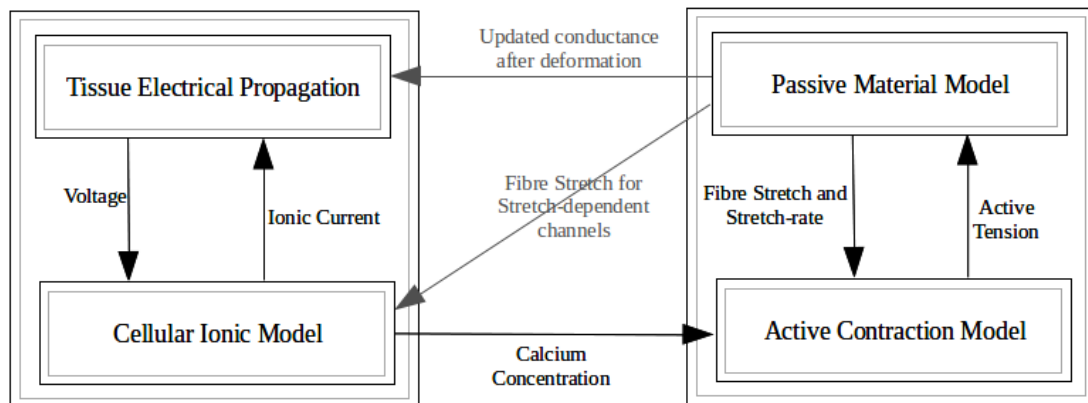 Updated conductance
after deformation
Tissue Electrical Propagation
Passive Material Model
Voltage
Ionic Current
Fibre Stretch for
Stretch-dependent
channels
Fibre Stretch and
Stretch-rate
Active
Tension
Cellular Ionic Model
Active Contraction Model
Calcium
Concentration